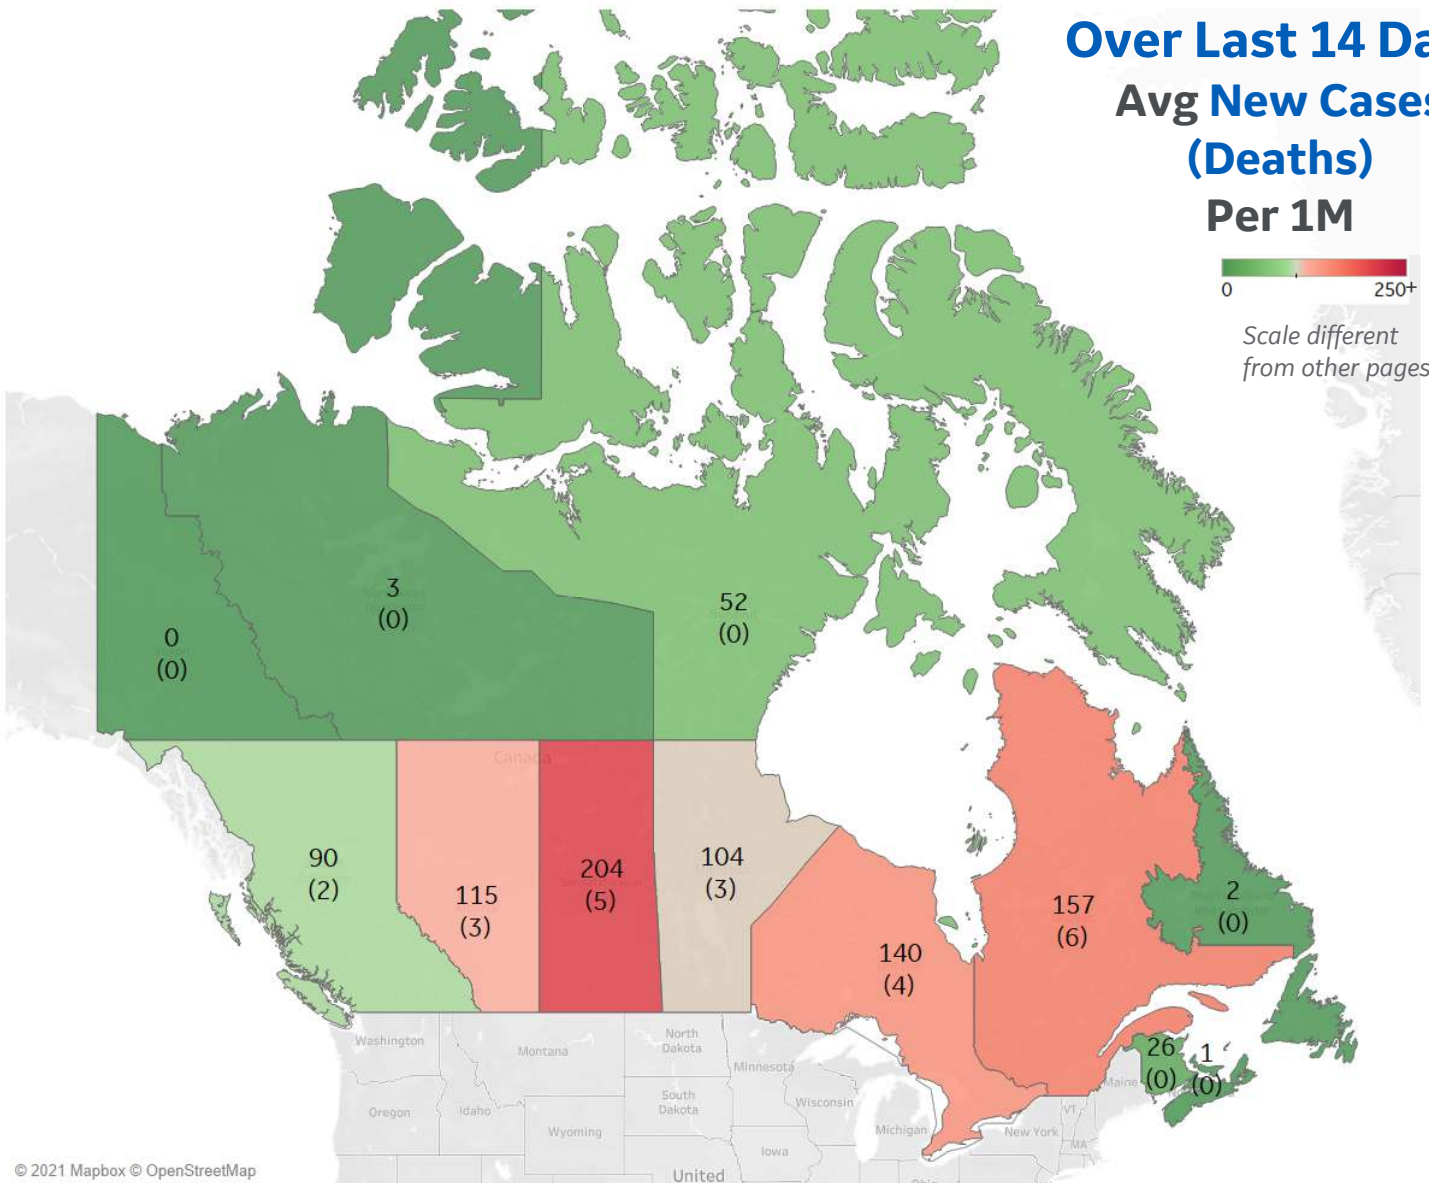 Over Last 14 Da
Avg New Cases
(Deaths)
Per 1M
0
250+
Scale different
from other pages
3
(0)
52
(0)
0
(0)
Canada
90
(2)
115
(3)
204
(5)
104
(3)
140
(4)
157
(6)
2
(0)
26
(0)
1
(0)
Washington
Montana
North
Dakota
Minnesota
Oregon
Idaho
South
Dakota
Wisconsin
Wyoming
Michigan
Iowa
New York
VT
MA
Maine
United
© 2021 Mapbox © OpenStreetMap